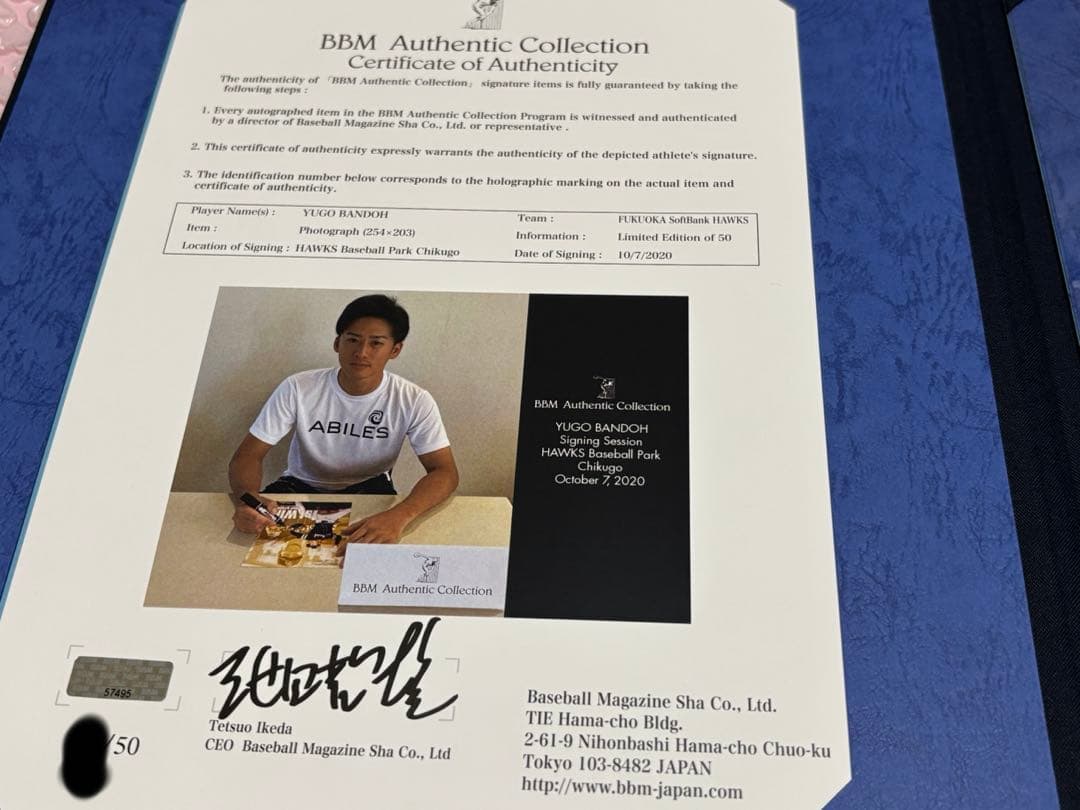 BBM Authentic Collection
Certificate of Authenticity
The authenticity of 「BBM Authentic Collection」 signature items is fully guaranteed by taking the
following steps :
1. Every autographed item in the BBM Authentic Collection Program is witnessed and authenticated
by a director of Baseball Magazine Sha Co., Ltd. or representative .
2. This certificate of authenticity expressly warrants the authenticity of the depicted athlete's signature.
3. The identification number below corresponds to the holographic marking on the actual item and
certificate of authenticity.
Player Name(s) : YUGO BANDOH Team : FUKUOKA SoftBank HAWKS
Item : Photograph (254×203) Information : Limited Edition of 50
Location of Signing : HAWKS Baseball Park Chikugo Date of Signing : 10/7/2020
ABILES
BBM Authentic Collection
BBM Authentic Collection
YUGO BANDOH
Signing Session
HAWKS Baseball Park
Chikugo
October 7, 2020
57495
/50
Tetsuo Ikeda
CEO Baseball Magazine Sha Co., Ltd
Baseball Magazine Sha Co., Ltd.
TIE Hama-cho Bldg.
2-61-9 Nihonbashi Hama-cho Chuo-ku
Tokyo 103-8482 JAPAN
http://www.bbm-japan.com